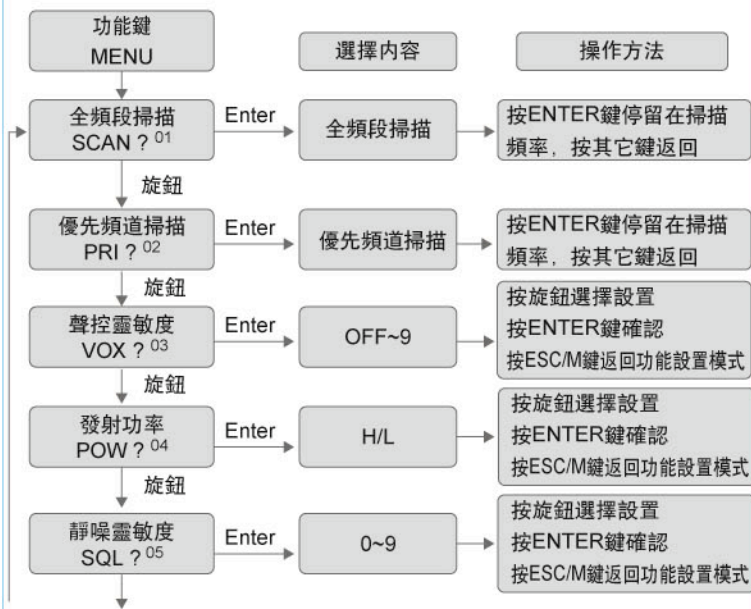 功能鍵
MENU
選擇内容
操作方法
全頻段掃描
SCAN ? 01
Enter
全頻段掃描
按ENTER鍵停留在掃描
頻率，按其它鍵返回
旋鈕
優先頻道掃描
PRI ? 02
Enter
優先頻道掃描
按ENTER鍵停留在掃描
頻率，按其它鍵返回
旋鈕
聲控靈敏度
VOX ? 03
Enter
OFF~9
按旋鈕選擇設置
按ENTER鍵確認
按ESC/M鍵返回功能設置模式
旋鈕
發射功率
POW ? 04
Enter
H/L
按旋鈕選擇設置
按ENTER鍵確認
按ESC/M鍵返回功能設置模式
旋鈕
靜噪靈敏度
SQL ? 05
Enter
0~9
按旋鈕選擇設置
按ENTER鍵確認
按ESC/M鍵返回功能設置模式